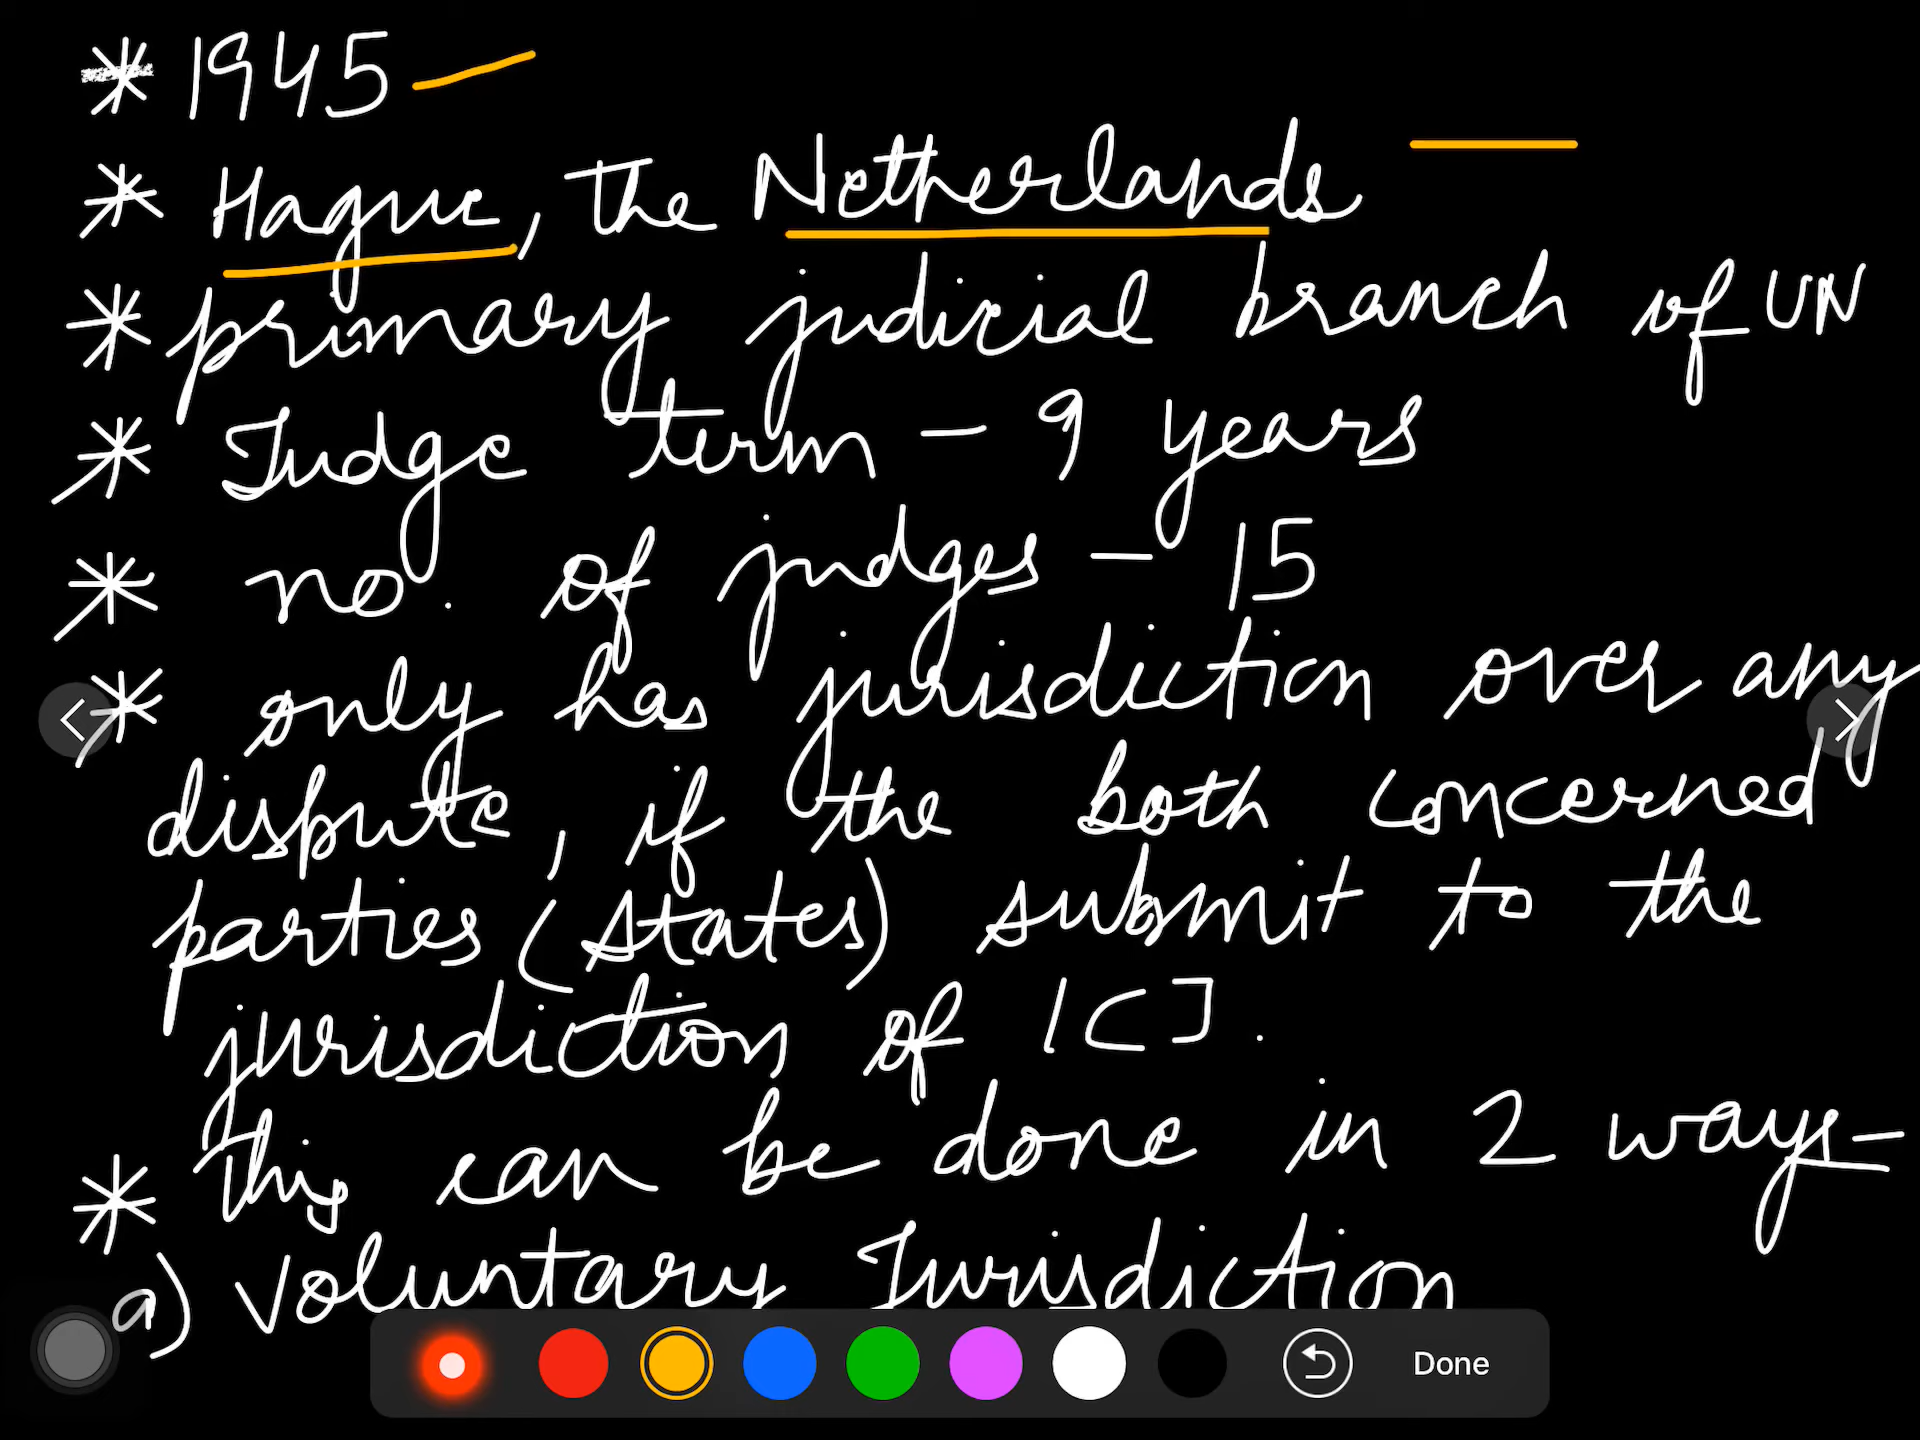 * 1945 —
* Hague, the Netherlands —
* primary judicial branch of UN
* Judge term – 9 years
* no. of judges – 15
* only has jurisdiction over any
dispute, if the both concerned
parties (States) submit to the
jurisdiction of ICJ.
* This can be done in 2 ways –
a) Voluntary Jurisdiction
Done